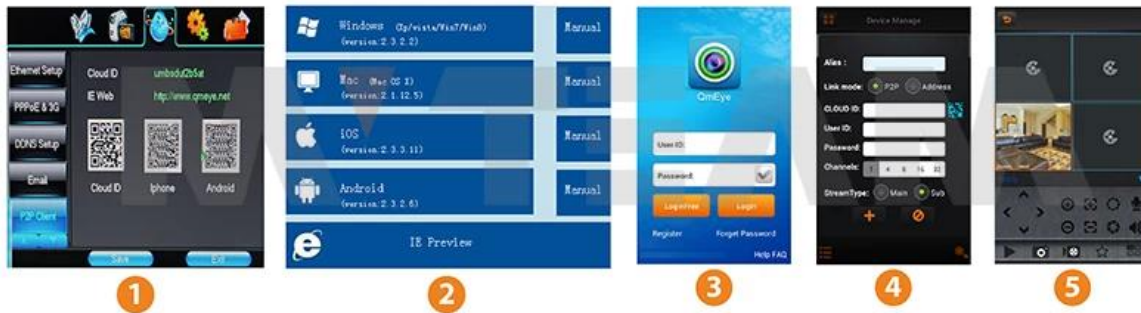 Ethernet Setup
PPPoE & 3G
DDNS Setup
Email
P2P Client
Cloud ID umbsdut2b5at
IE Web http://www.qmeye.net
Cloud ID Iphone Android
Save Exit
1
Windows (Xp/vista/Win7/Win8)
(version:2.3.2.2)
Manual
Mac (Mac OS X)
(version:2.1.12.5)
Manual
iOS
(version:2.3.3.11)
Manual
Android
(version:2.3.2.6)
Manual
IE Preview
2
QmEye
User ID:
Password:
Login Free Login
Register Forget Password
Help FAQ
3
Device Manage
Alias :
Link mode: P2P Address
CLOUD ID:
User ID:
Password:
Channels: 4 8 16 32
StreamType: Main Sub
4
5